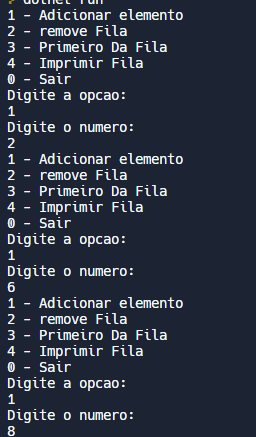 dotnet run
1 - Adicionar elemento
2 - remove Fila
3 - Primeiro Da Fila
4 - Imprimir Fila
0 - Sair
Digite a opcao:
1
Digite o numero:
2
1 - Adicionar elemento
2 - remove Fila
3 - Primeiro Da Fila
4 - Imprimir Fila
0 - Sair
Digite a opcao:
1
Digite o numero:
6
1 - Adicionar elemento
2 - remove Fila
3 - Primeiro Da Fila
4 - Imprimir Fila
0 - Sair
Digite a opcao:
1
Digite o numero:
8